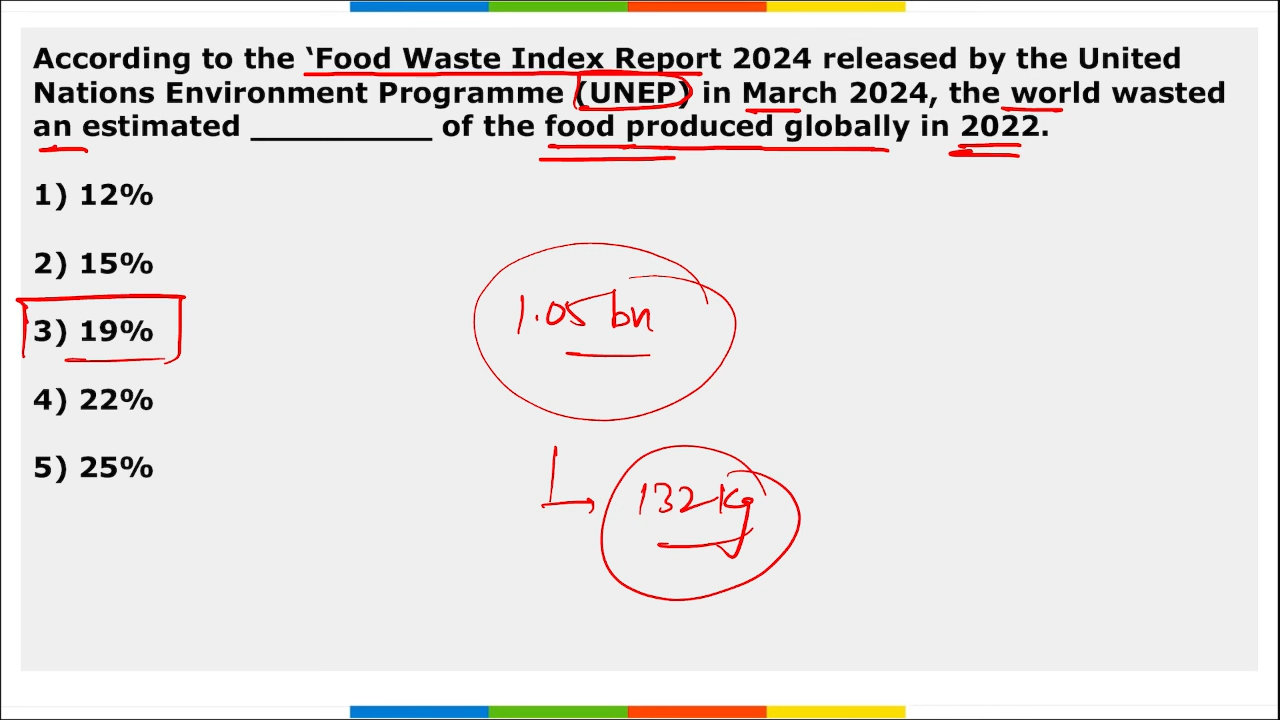 According to the ‘Food Waste Index Report 2024 released by the United
Nations Environment Programme (UNEP) in March 2024, the world wasted
an estimated __________ of the food produced globally in 2022.
1) 12%
2) 15%
3) 19%
4) 22%
5) 25%
1.05 bn
132 Kg